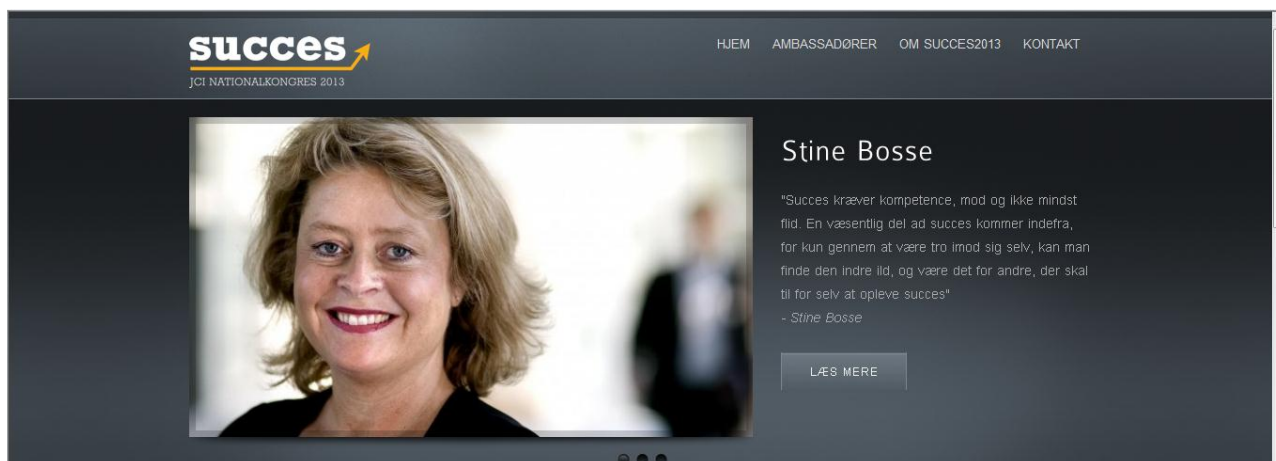 succes
JCI NATIONALKONGRES 2013
HJEM AMBASSADØRER OM SUCCES2013 KONTAKT
Stine Bosse
"Succes kræver kompetence, mod og ikke mindst
flid. En væsentlig del ad succes kommer indefra,
for kun gennem at være tro imod sig selv, kan man
finde den indre ild, og være det for andre, der skal
til for selv at opleve succes"
- Stine Bosse
LÆS MERE